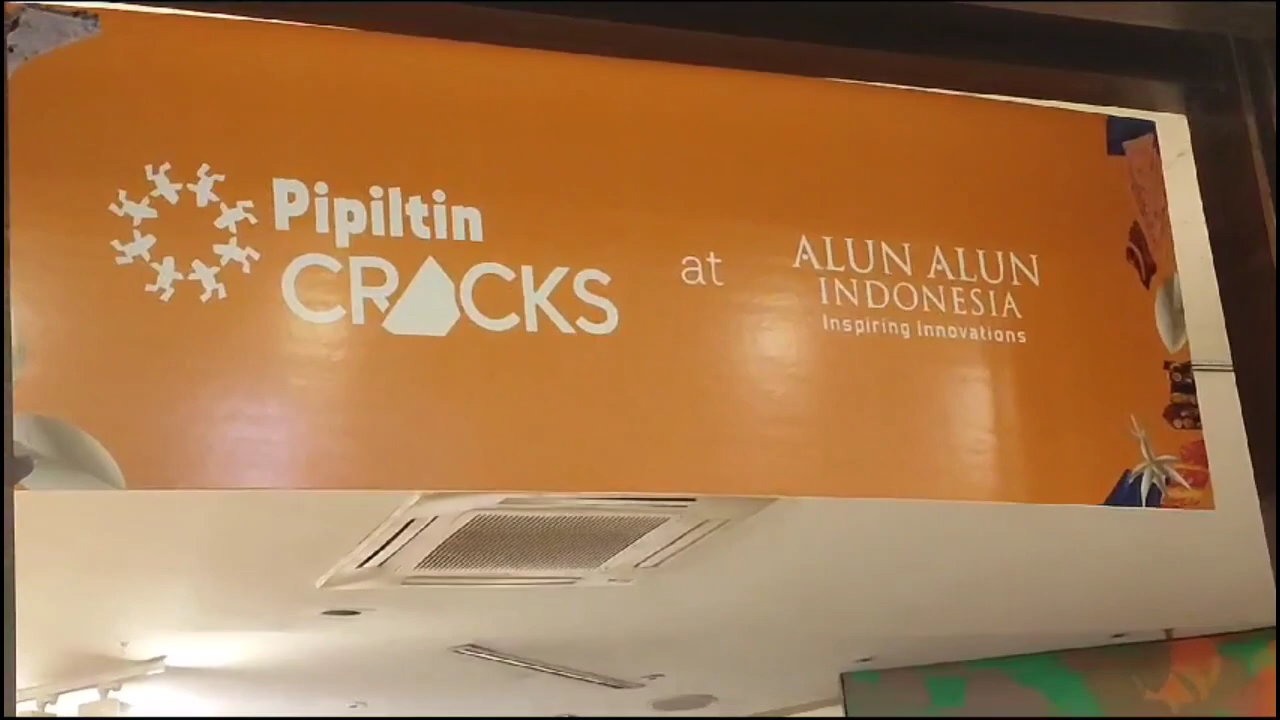 Pipiltin
CRACKS
at
ALUN ALUN
INDONESIA
Inspiring Innovations